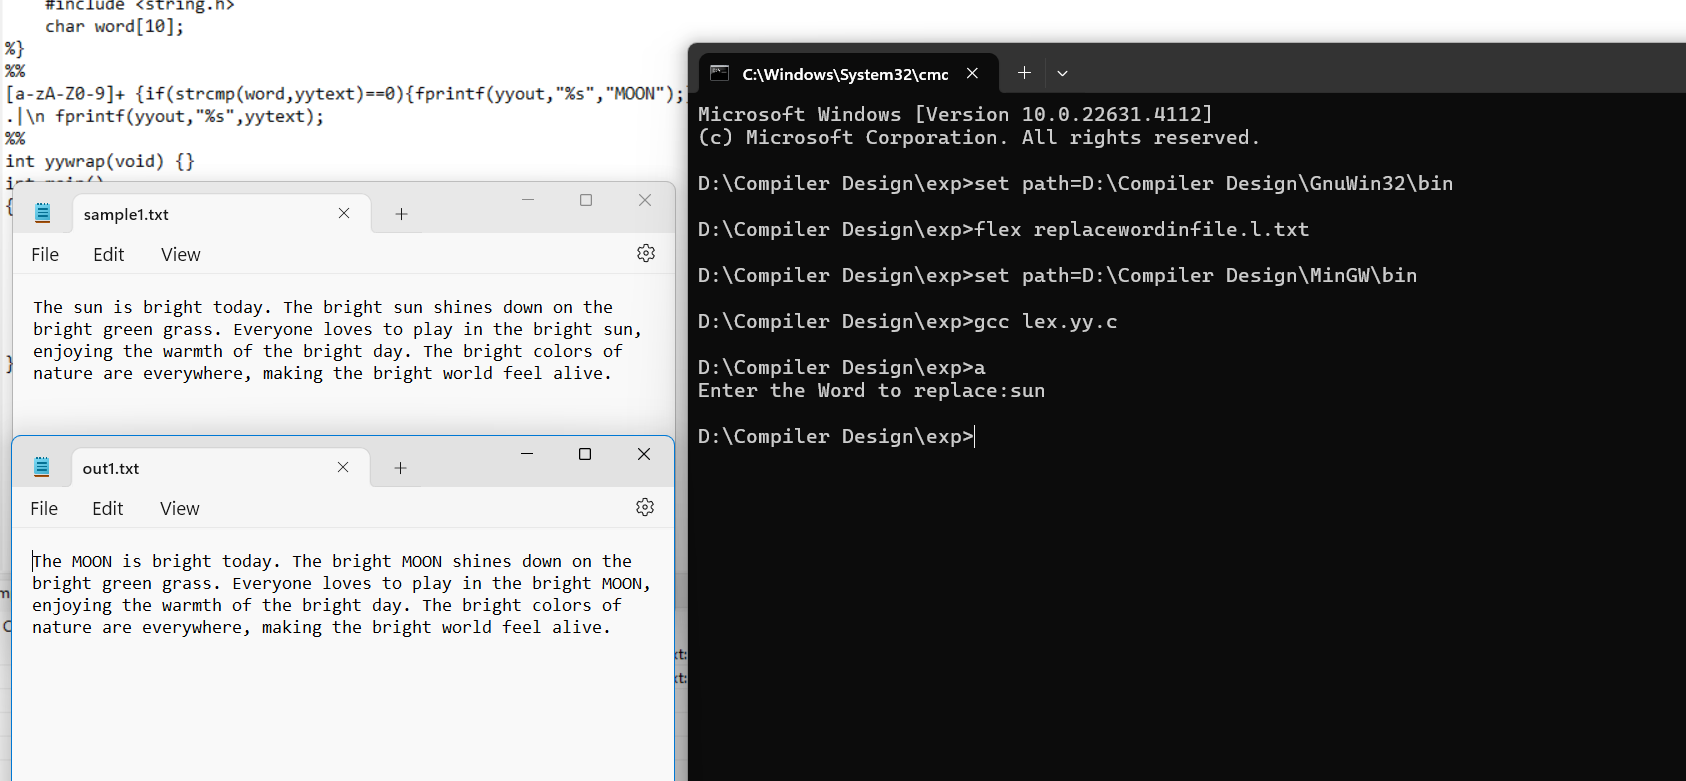 #include <string.h>
char word[10];
%}
%%
[a-zA-Z0-9]+ {if(strcmp(word,yytext)==0){fprintf(yyout,"%s","MOON");
.|\n fprintf(yyout,"%s",yytext);
%%
int yywrap(void) {}
int main()
{
}
sample1.txt
File Edit View
The sun is bright today. The bright sun shines down on the
bright green grass. Everyone loves to play in the bright sun,
enjoying the warmth of the bright day. The bright colors of
nature are everywhere, making the bright world feel alive.
out1.txt
File Edit View
The MOON is bright today. The bright MOON shines down on the
bright green grass. Everyone loves to play in the bright MOON,
enjoying the warmth of the bright day. The bright colors of
nature are everywhere, making the bright world feel alive.
C:\Windows\System32\cmc
Microsoft Windows [Version 10.0.22631.4112]
(c) Microsoft Corporation. All rights reserved.
D:\Compiler Design\exp>set path=D:\Compiler Design\GnuWin32\bin
D:\Compiler Design\exp>flex replacewordinfile.l.txt
D:\Compiler Design\exp>set path=D:\Compiler Design\MinGW\bin
D:\Compiler Design\exp>gcc lex.yy.c
D:\Compiler Design\exp>a
Enter the Word to replace:sun
D:\Compiler Design\exp>